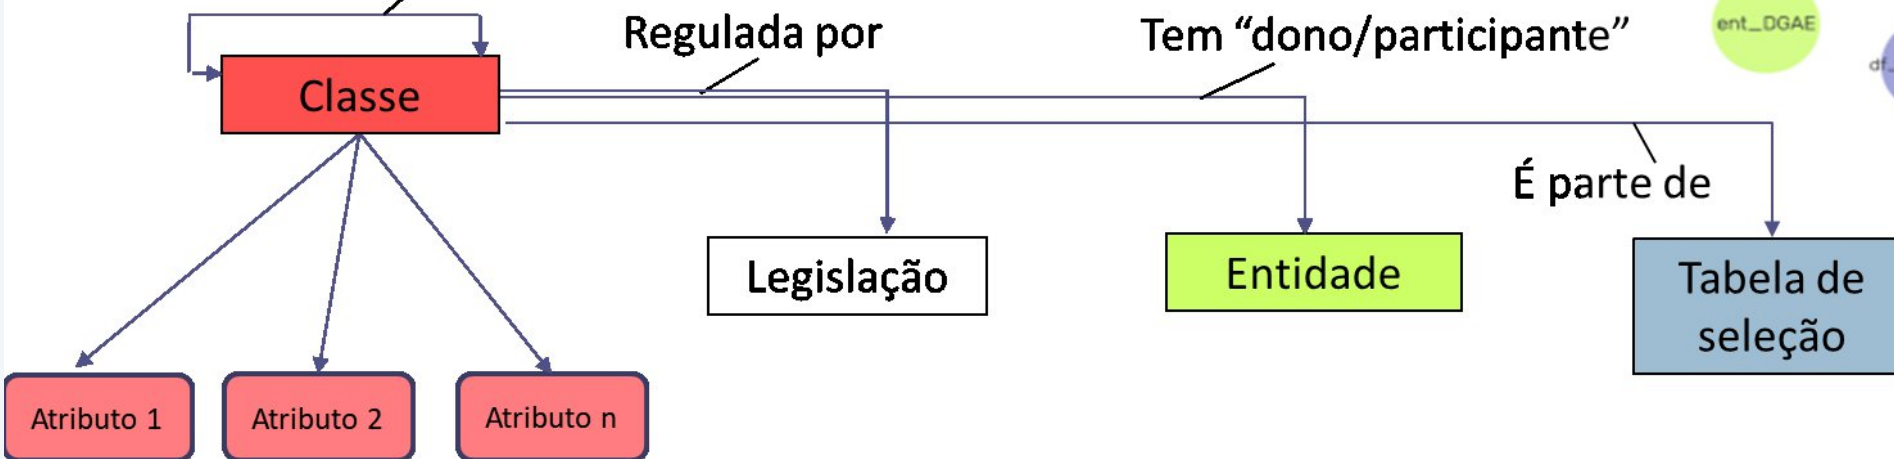 Regulada por
Tem “dono/participante”
ent_DGAE
df_
Classe
É parte de
Legislação
Entidade
Tabela de
seleção
Atributo 1
Atributo 2
Atributo n